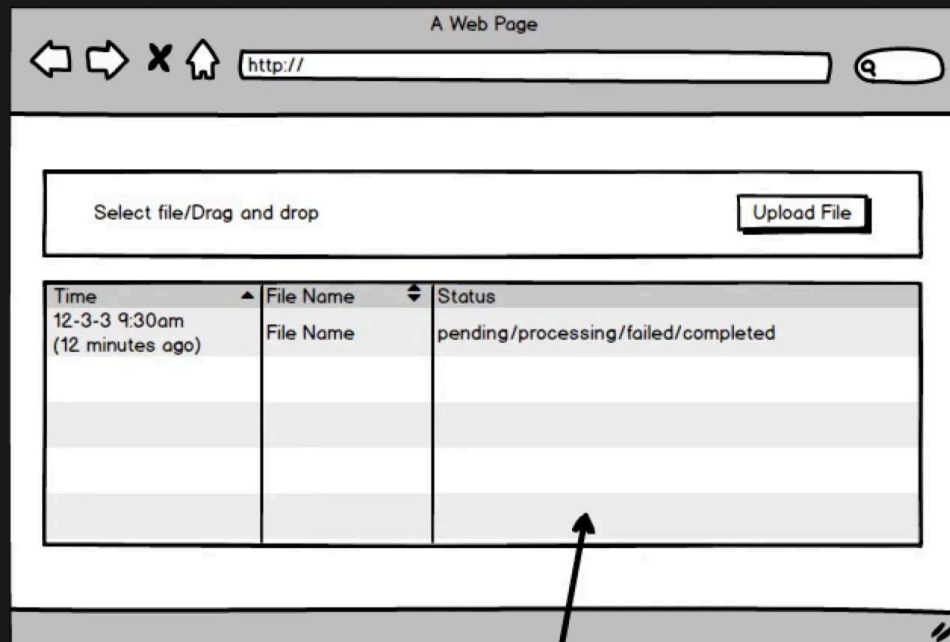 A Web Page
http://
Select file/Drag and drop
Upload File
Time
File Name
Status
12-3-3 9:30am
(12 minutes ago)
File Name
pending/processing/failed/completed